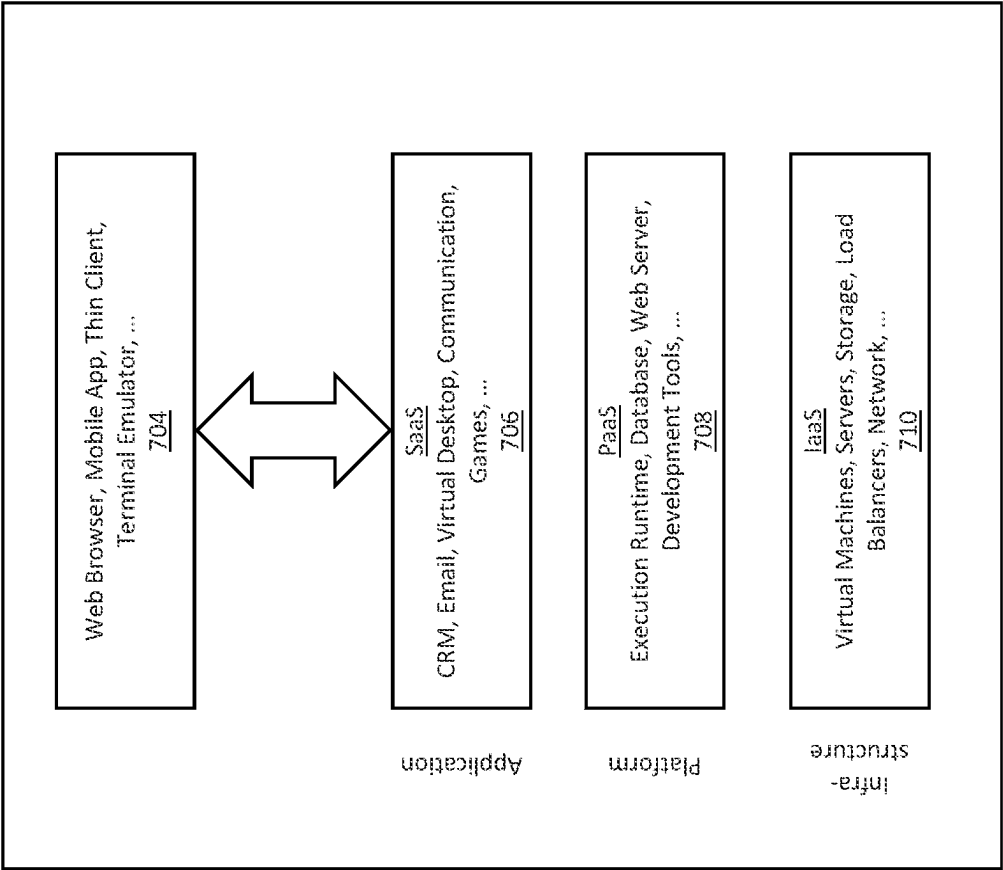 Web Browser, Mobile App, Thin Client,
Terminal Emulator, ...
704
SaaS
CRM, Email, Virtual Desktop, Communication,
Games, ...
706
Application
PaaS
Execution Runtime, Database, Web Server,
Development Tools, ...
708
Platform
IaaS
Virtual Machines, Servers, Storage, Load
Balancers, Network, ...
710
Infra-
structure